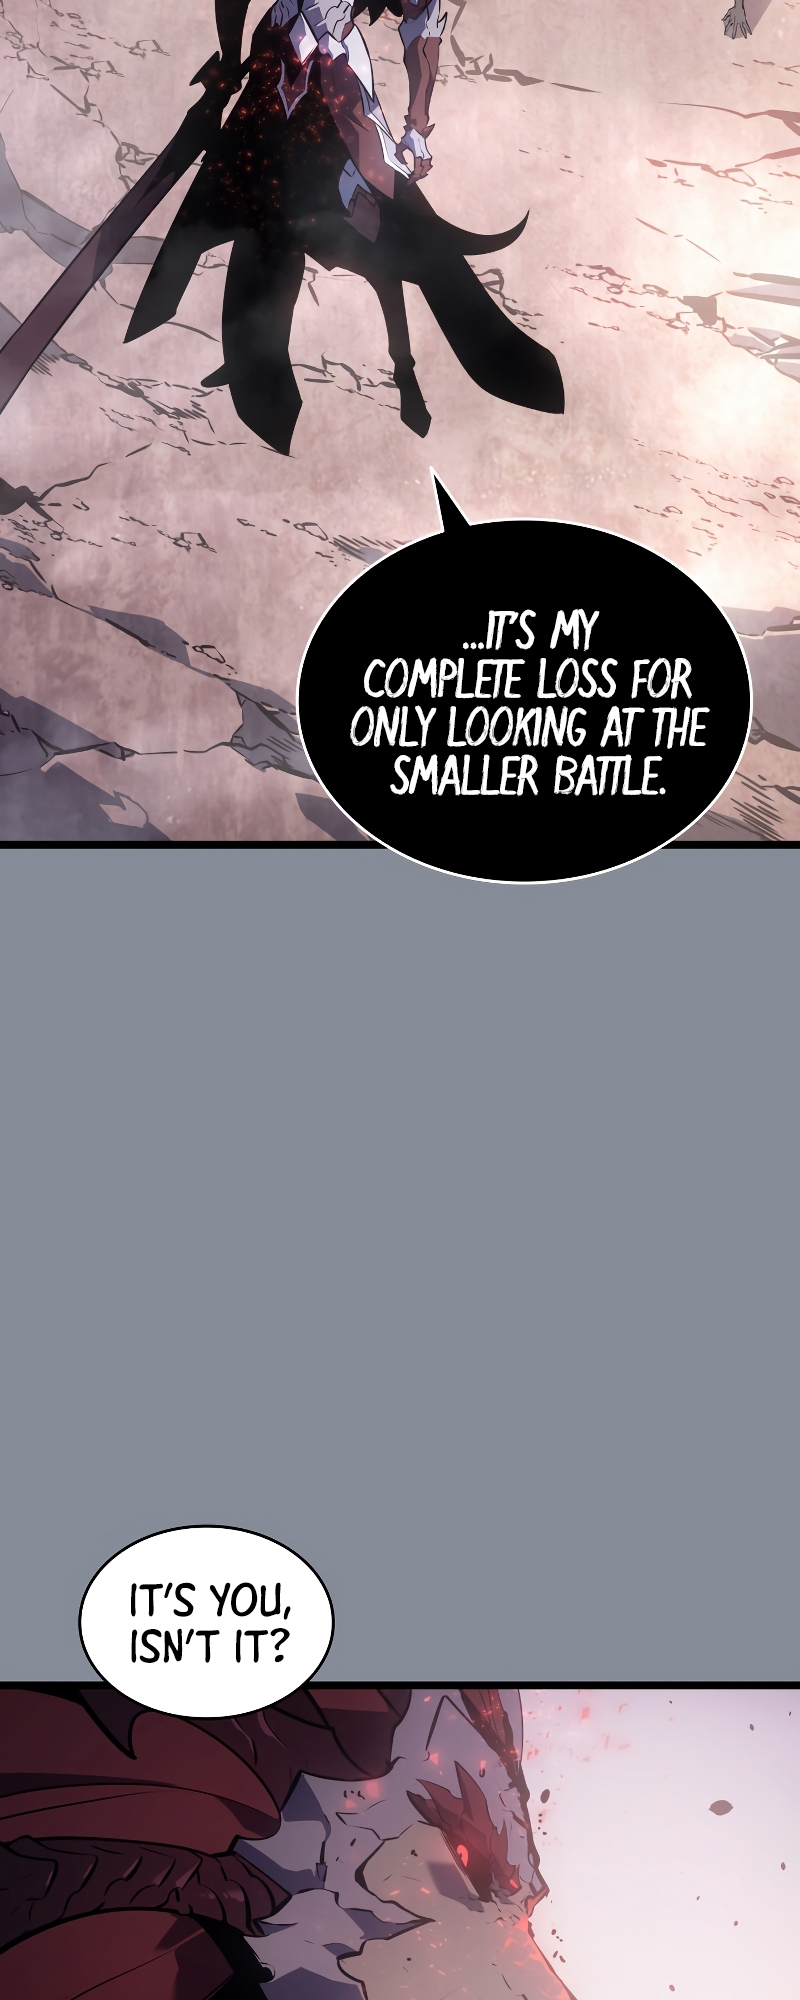 ...IT'S MY
COMPLETE LOSS FOR
ONLY LOOKING AT THE
SMALLER BATTLE.
IT'S YOU,
ISN'T IT?